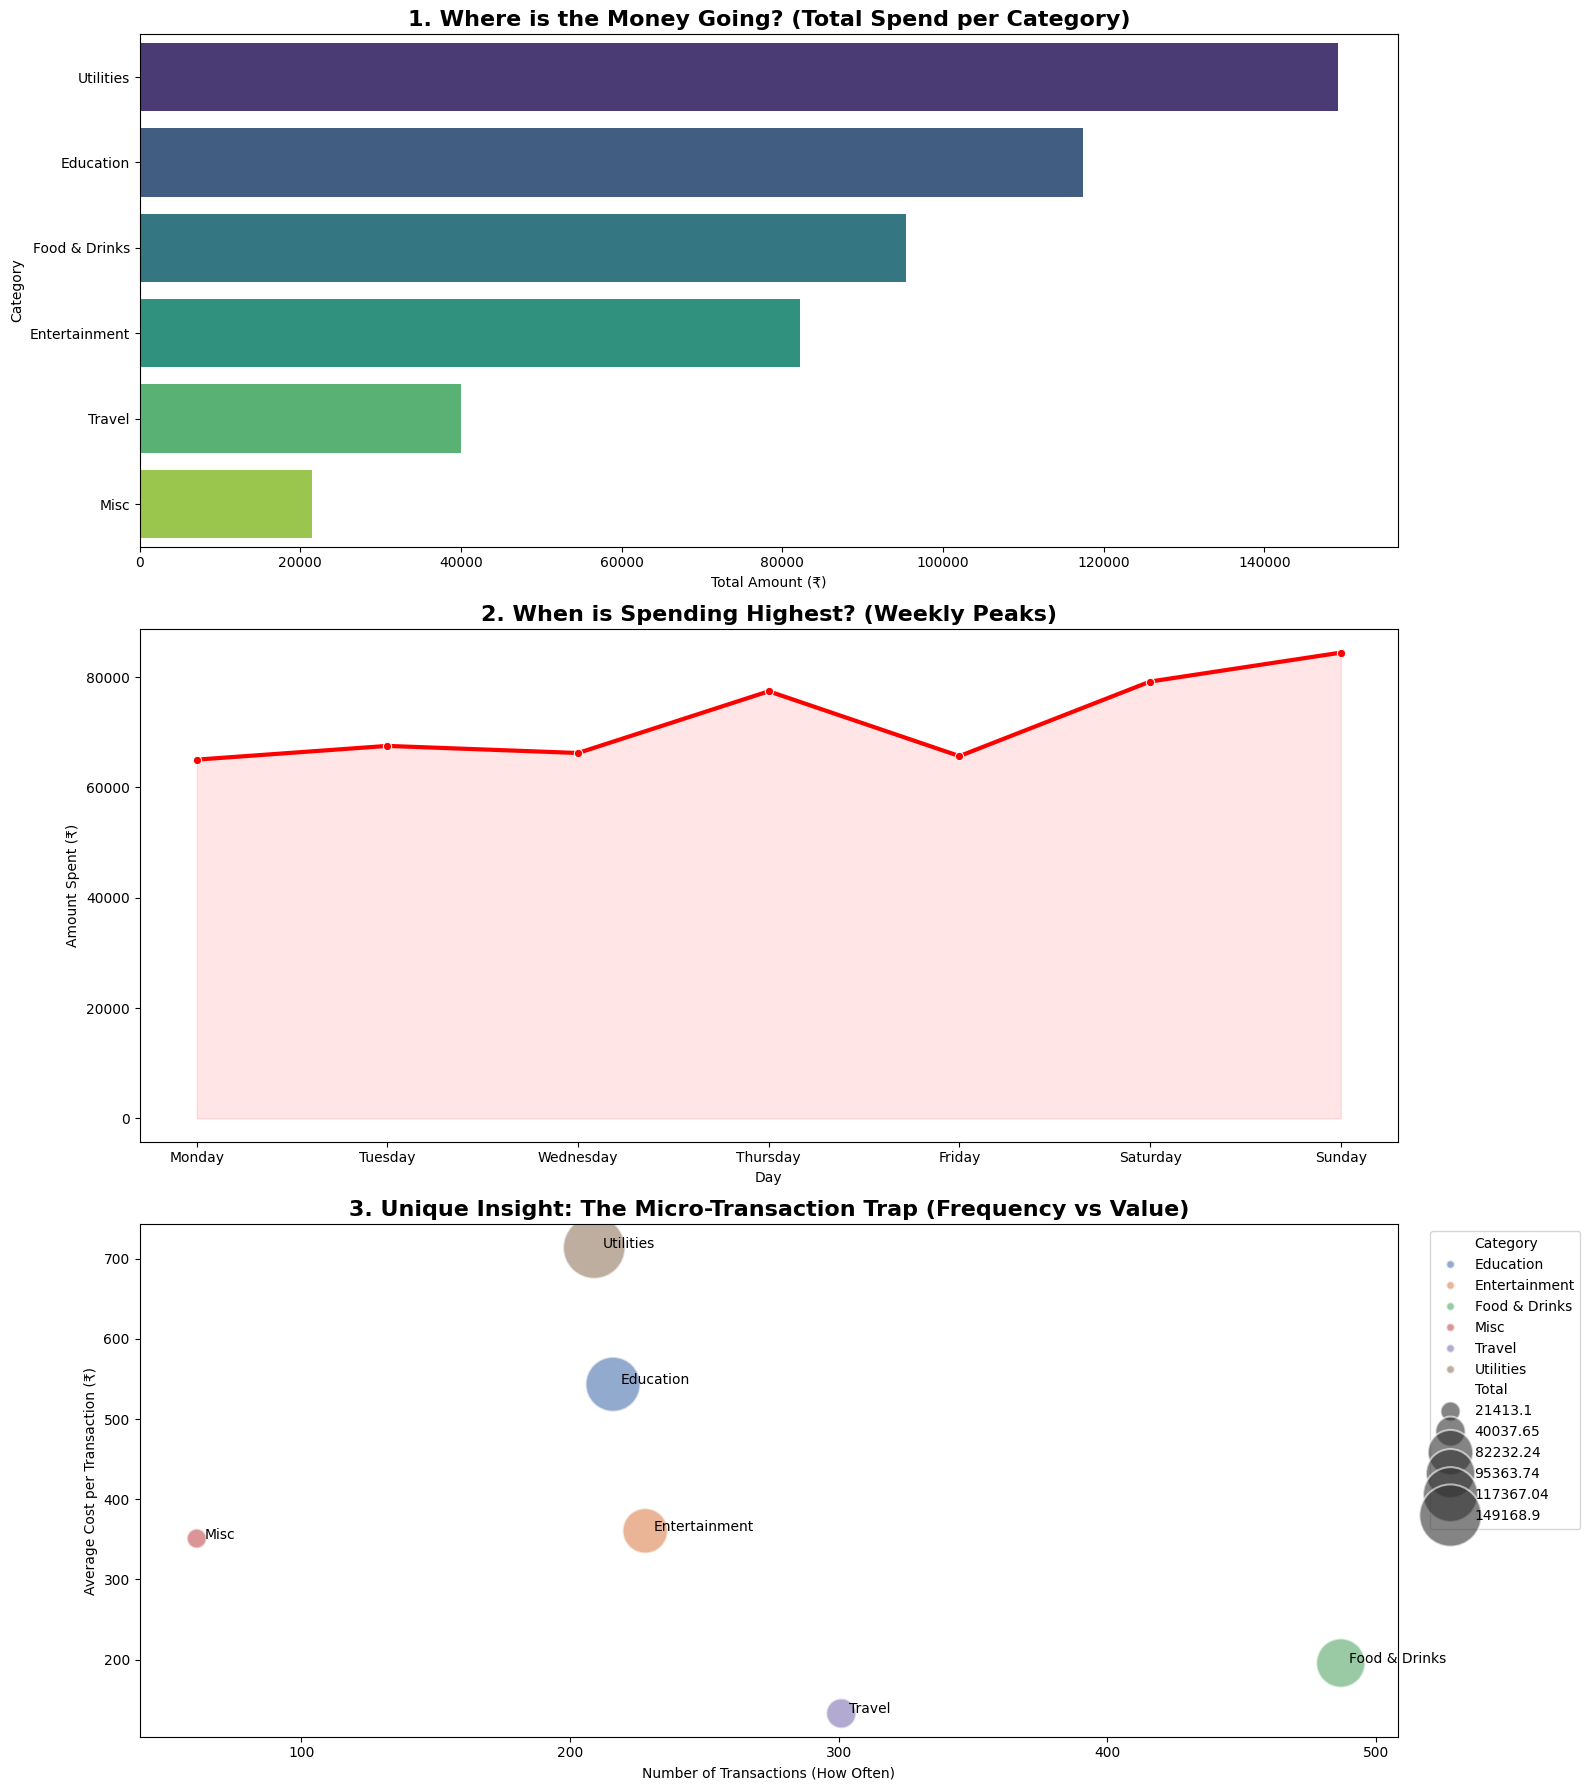 1. Where is the Money Going? (Total Spend per Category)
Category
Utilities
Education
Food & Drinks
Entertainment
Travel
Misc
0 20000 40000 60000 80000 100000 120000 140000
Total Amount (₹)
2. When is Spending Highest? (Weekly Peaks)
Amount Spent (₹)
80000
60000
40000
20000
0
Monday Tuesday Wednesday Thursday Friday Saturday Sunday
Day
3. Unique Insight: The Micro-Transaction Trap (Frequency vs Value)
Average Cost per Transaction (₹)
700
600
500
400
300
200
Utilities
Education
Entertainment
Misc
Food & Drinks
Travel
100 200 300 400 500
Number of Transactions (How Often)
Category
Education
Entertainment
Food & Drinks
Misc
Travel
Utilities
Total
21413.1
40037.65
82232.24
95363.74
117367.04
149168.9